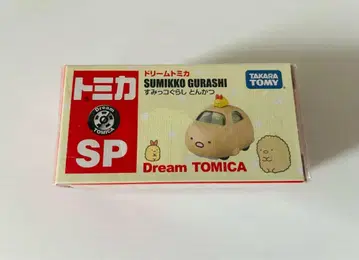 トミカ
Dream
TOMICA
SP
ドリームトミカ
SUMIKKO GURASHI
すみっコぐらし とんかつ
TAKARA
TOMY
Dream TOMICA